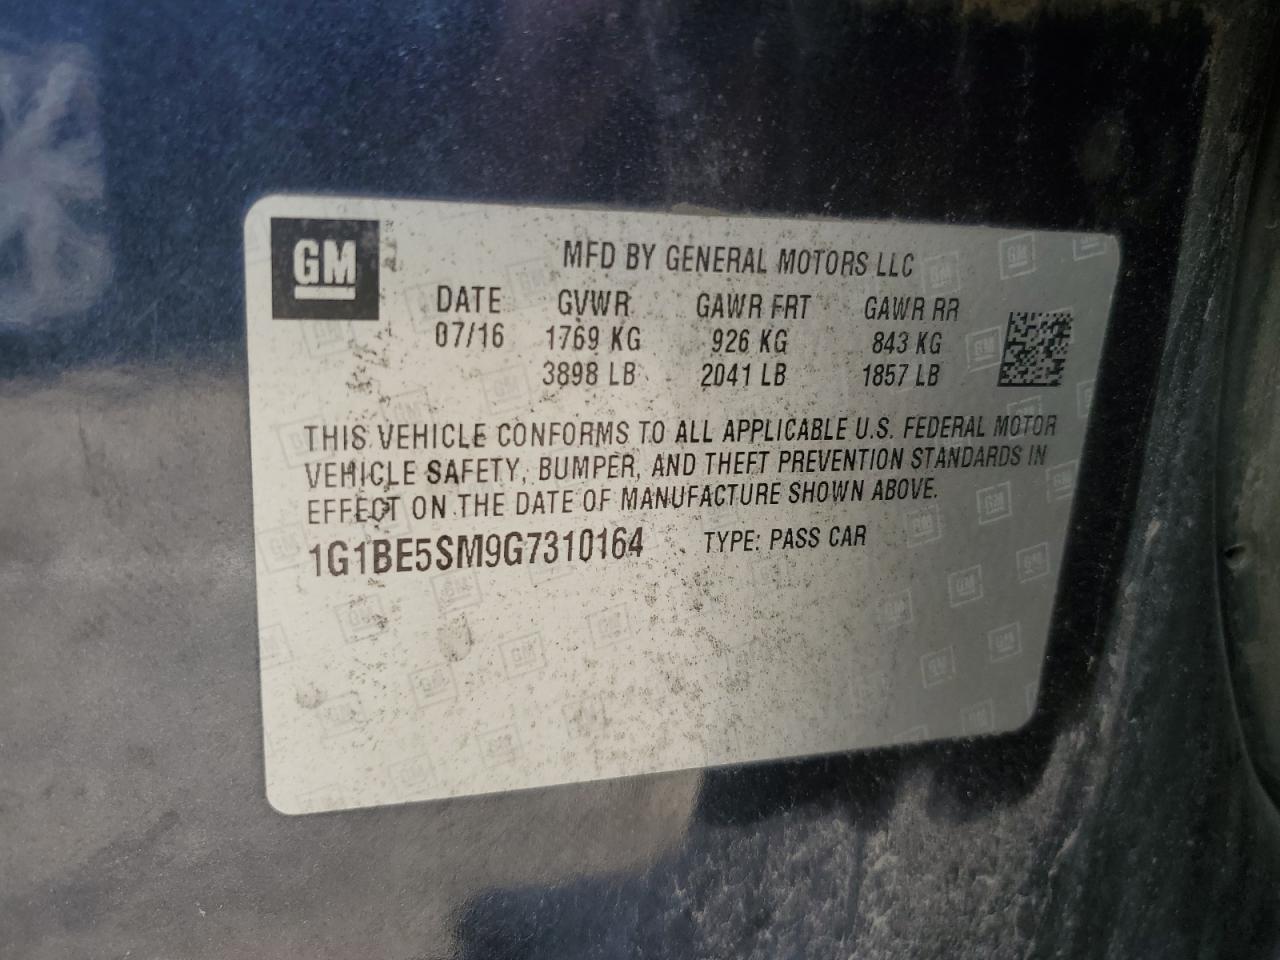 GM
MFD BY GENERAL MOTORS LLC
DATE GVWR GAWR FRT GAWR RR
07/16 1769 KG 926 KG 843 KG
3898 LB 2041 LB 1857 LB
THIS VEHICLE CONFORMS TO ALL APPLICABLE U.S. FEDERAL MOTOR
VEHICLE SAFETY, BUMPER, AND THEFT PREVENTION STANDARDS IN
EFFECT ON THE DATE OF MANUFACTURE SHOWN ABOVE.
1G1BE5SM9G7310164 TYPE: PASS CAR